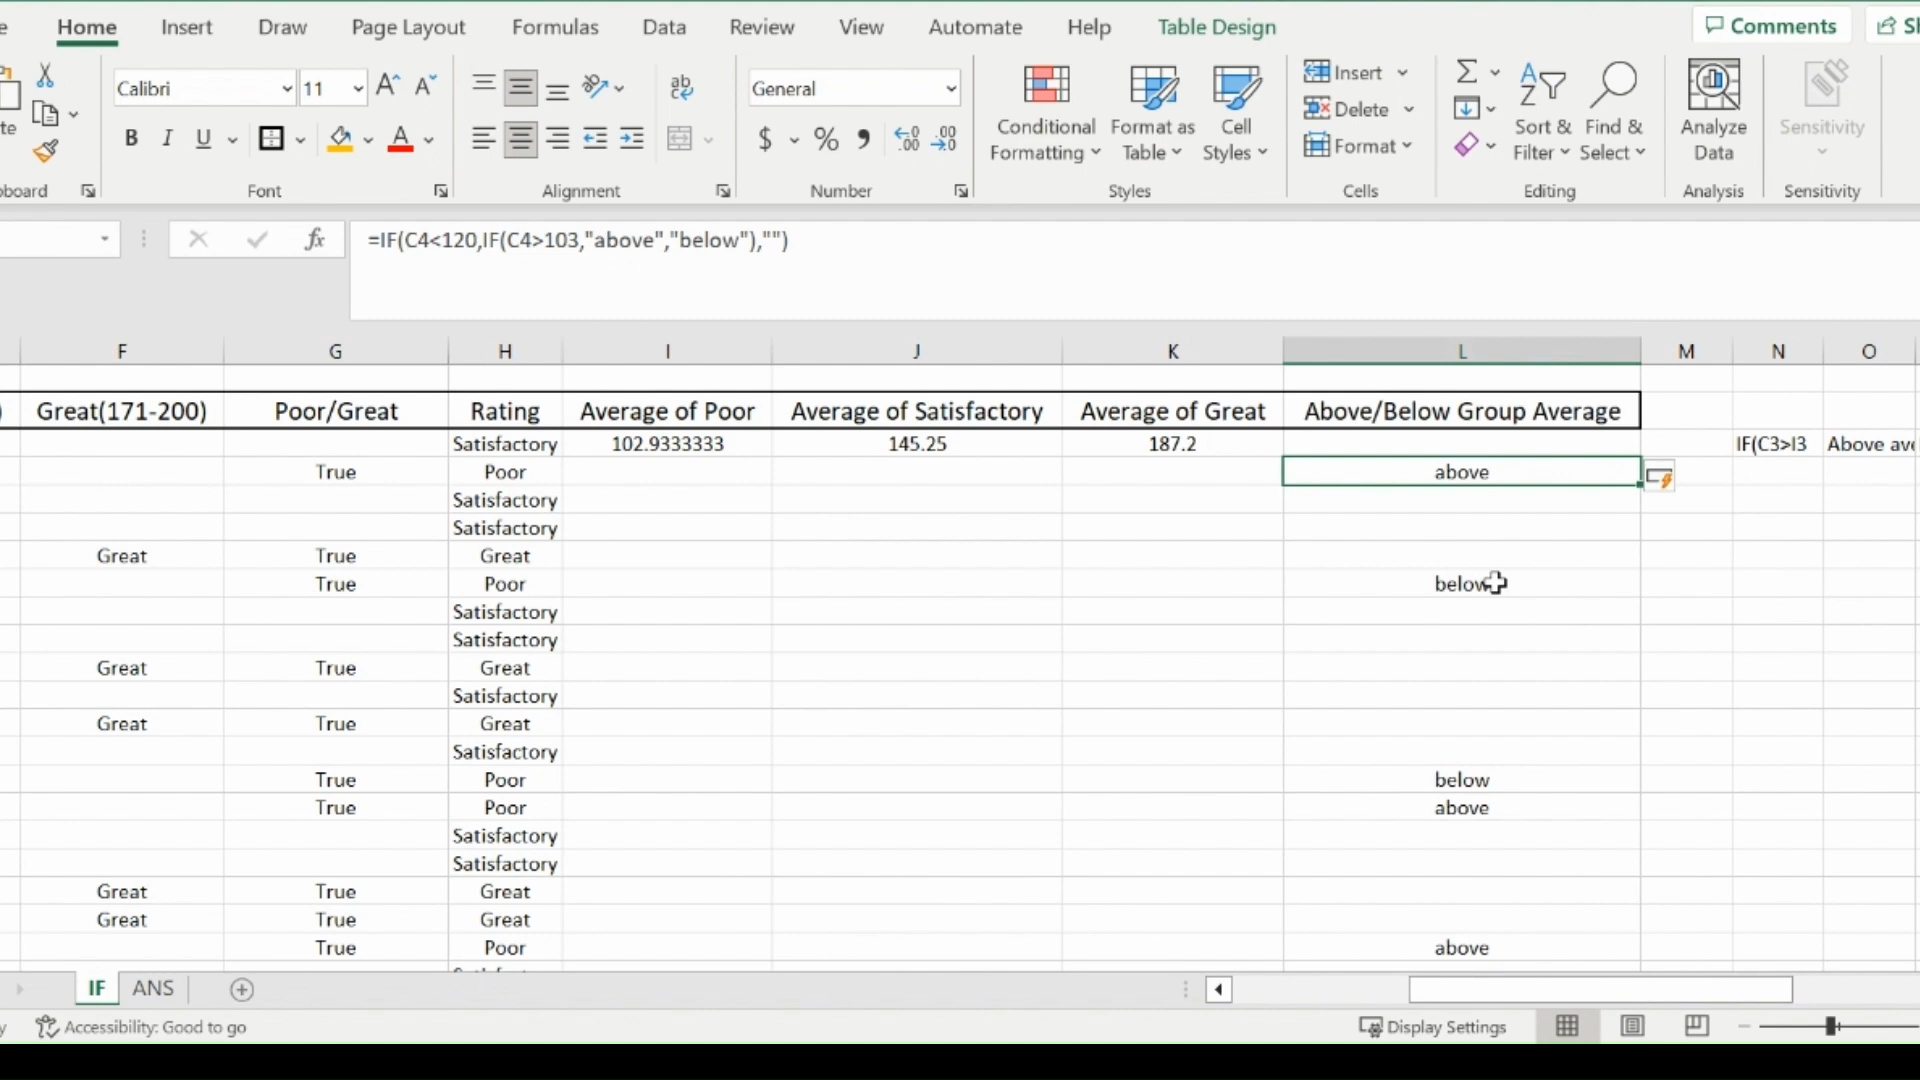 Home Insert Draw Page Layout Formulas Data Review View Automate Help Table Design Comments
Calibri 11 General
B I U $ %
Conditional Formatting Format as Table Cell Styles
Insert
Delete
Format
Sort & Filter Find & Select
Analyze Data
Sensitivity
Font Alignment Number Styles Cells Editing Analysis Sensitivity
fx =IF(C4<120,IF(C4>103,"above","below"),"")
F G H I J K L M N O
Great(171-200) Poor/Great Rating Average of Poor Average of Satisfactory Average of Great Above/Below Group Average
Satisfactory 102.9333333 145.25 187.2 IF(C3>I3 Above
True Poor above
Satisfactory
Satisfactory
Great True Great
True Poor below
Satisfactory
Satisfactory
Great True Great
Satisfactory
Great True Great
Satisfactory
True Poor below
True Poor above
Satisfactory
Satisfactory
Great True Great
Great True Great
True Poor above
IF ANS
Accessibility: Good to go Display Settings